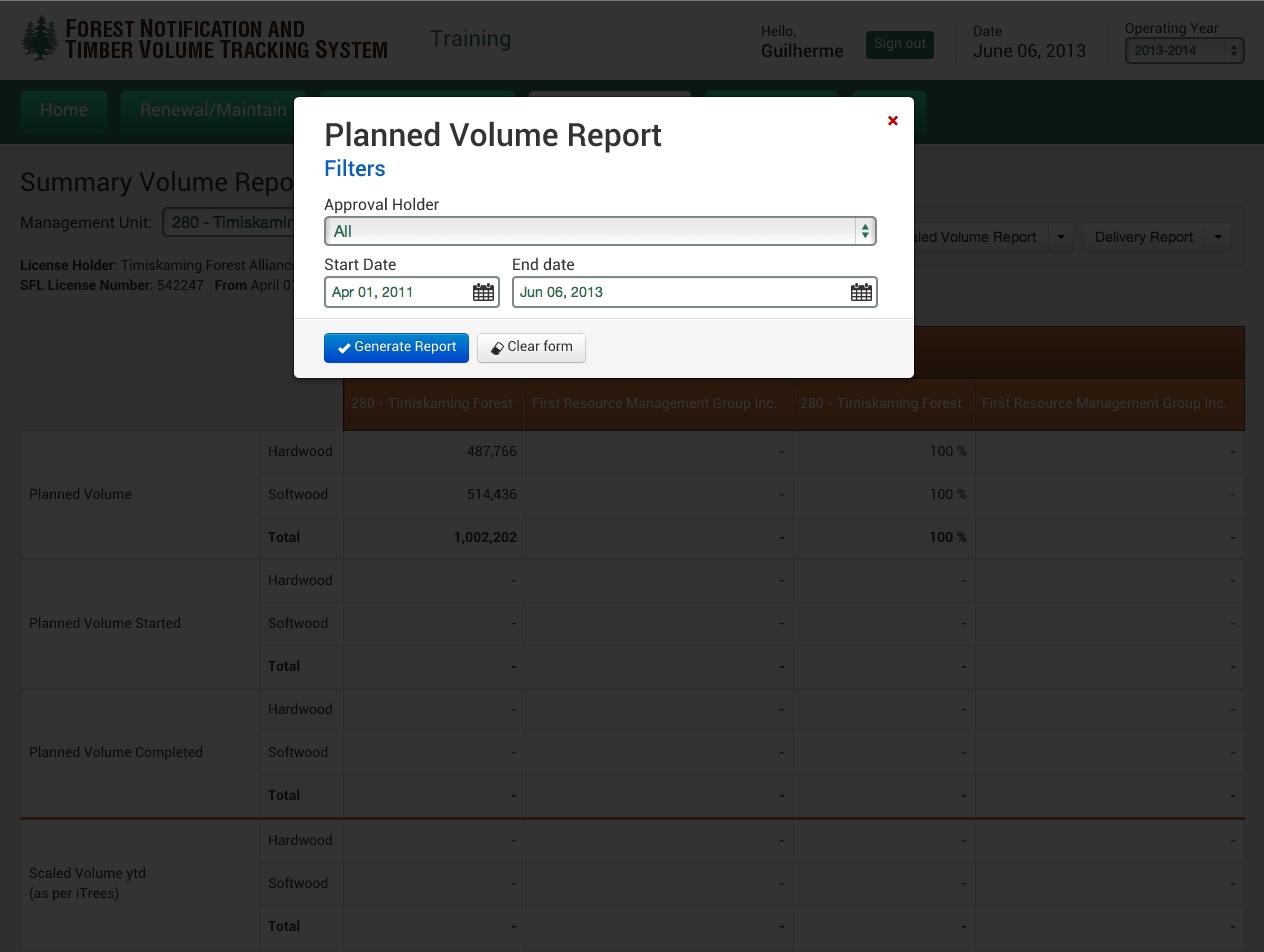 FOREST NOTIFICATION AND
TIMBER VOLUME TRACKING SYSTEM
Training
Hello,
Guilherme
Sign out
Date
June 06, 2013
Operating Year
2013-2014
Home
Renewal/Maintain
Planned Volume Report
Filters
Approval Holder
All
Start Date
End date
Apr 01, 2011
Jun 06, 2013
Generate Report
Clear form
Summary Volume Repo
Management Unit:
280 - Timiskamin
led Volume Report
Delivery Report
License Holder: Timiskaming Forest Alliance
SFL License Number: 542247 From April 01
280 - Timiskaming Forest
First Resource Management Group Inc.
280 - Timiskaming Forest
First Resource Management Group Inc.
Planned Volume
Hardwood 487,766 - 100 % -
Softwood 514,436 - 100 % -
Total 1,002,202 - 100 % -
Planned Volume Started
Hardwood - - - -
Softwood - - - -
Total - - - -
Planned Volume Completed
Hardwood - - - -
Softwood - - - -
Total - - - -
Scaled Volume ytd
(as per iTrees)
Hardwood - - - -
Softwood - - - -
Total - - - -